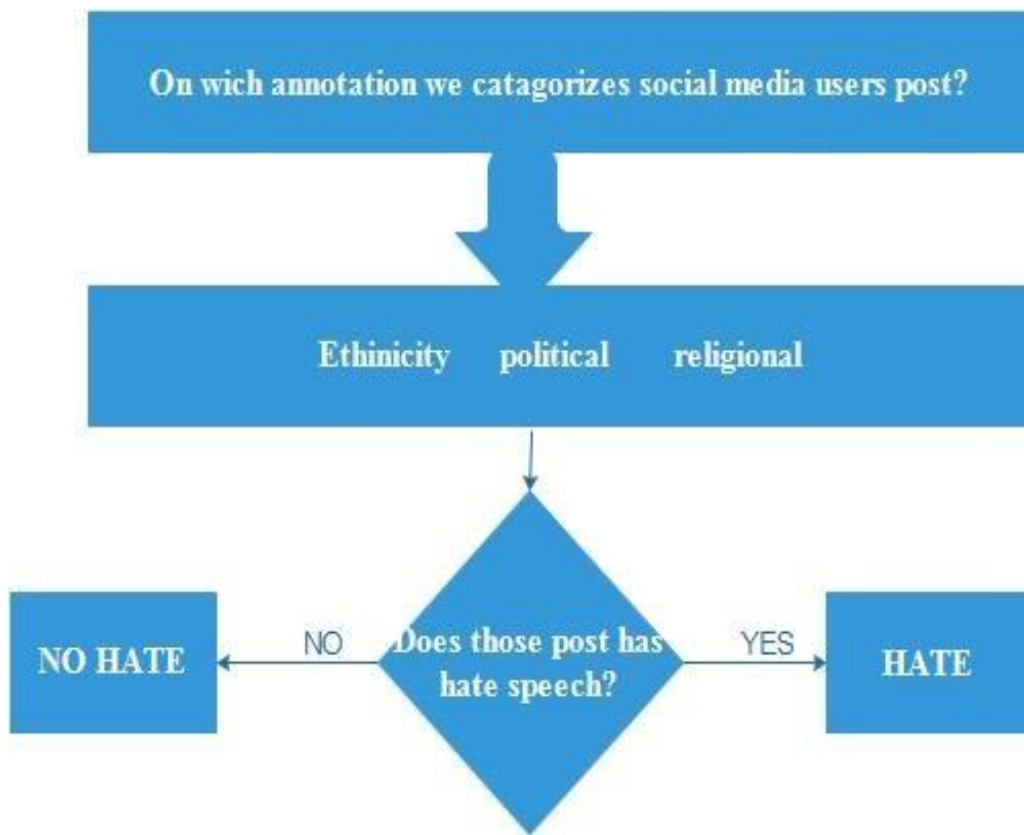 On wich annotation we catagorizes social media users post?
Ethinicity political religional
NO
Does those post has
hate speech?
YES
NO HATE
HATE